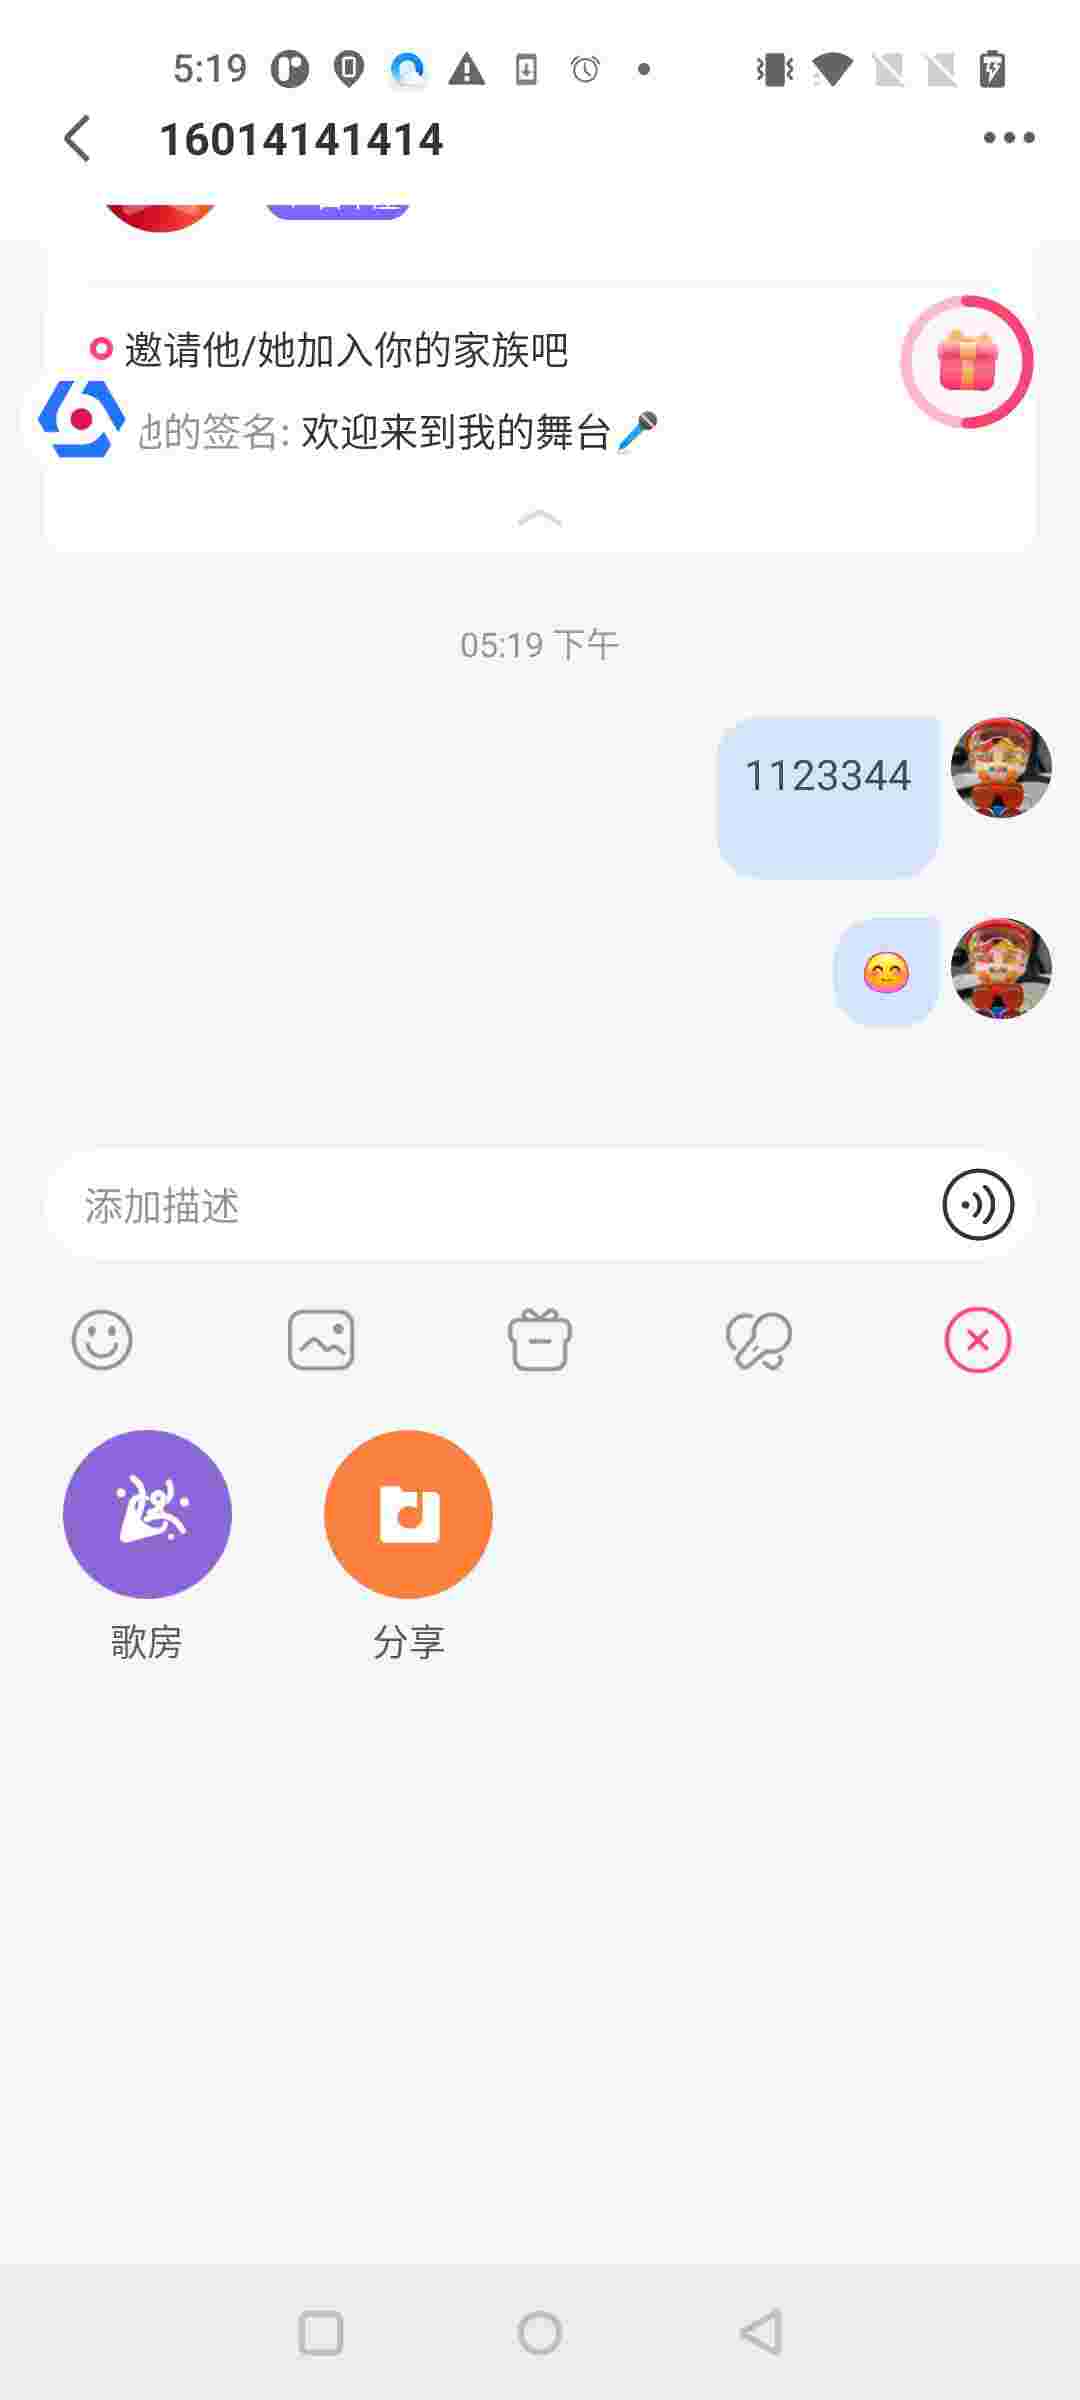 5:19
16014141414
邀请他/她加入你的家族吧
的签名: 欢迎来到我的舞台
05:19 下午
1123344
添加描述
歌房
分享